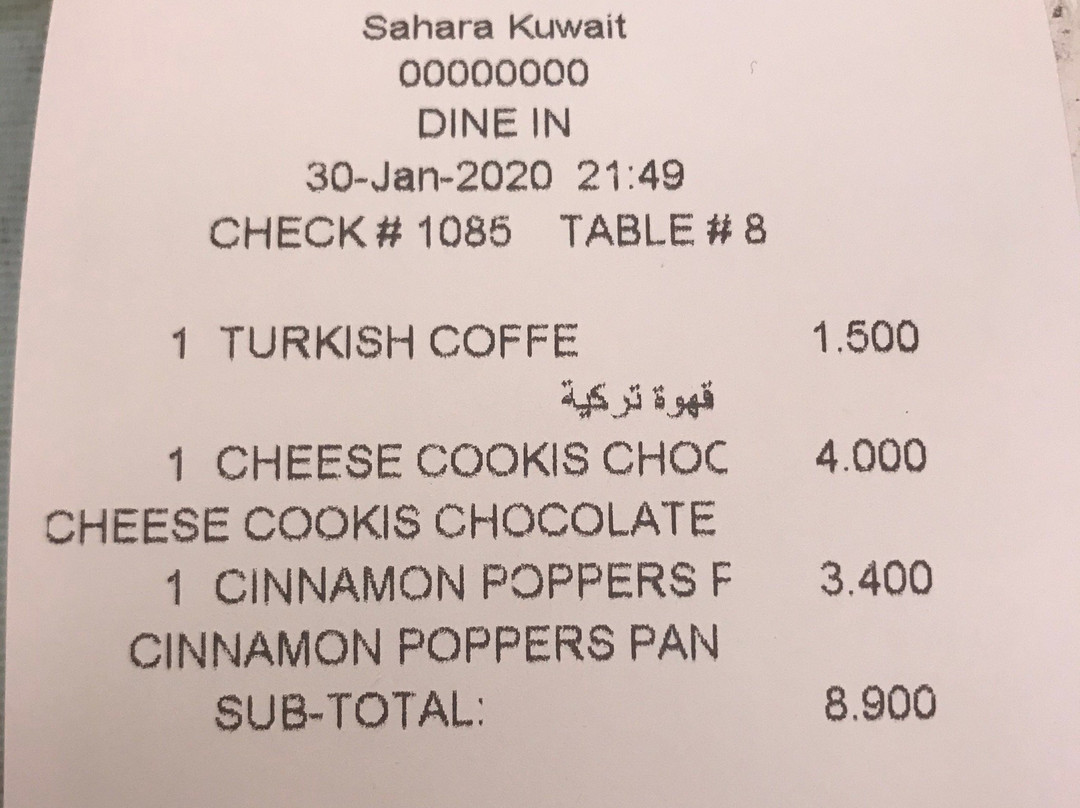 Sahara Kuwait
00000000
DINE IN
30-Jan-2020 21:49
CHECK # 1085 TABLE # 8
1 TURKISH COFFE 1.500
قهوة تركية
1 CHEESE COOKIS CHOC 4.000
CHEESE COOKIS CHOCOLATE
1 CINNAMON POPPERS P 3.400
CINNAMON POPPERS PAN
SUB-TOTAL: 8.900